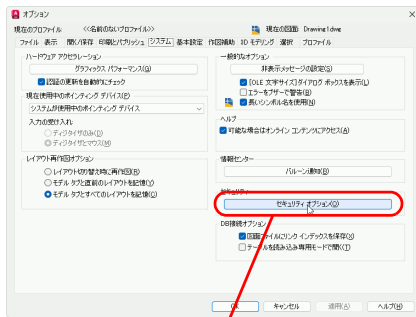 オプション
現在のプロファイル: <<名前のないプロファイル>> 現在の図面: Drawing1.dwg
ファイル 表示 開く/保存 印刷とパブリッシュ システム 基本設定 作図補助 3D モデリング 選択 プロファイル
ハードウェア アクセラレーション
グラフィックス パフォーマンス(G)
認証の更新を自動的にチェック
現在使用中のポインティング デバイス(P)
システムが使用中のポインティング デバイス
入力の受け入れ:
ディジタイザのみ(D)
ディジタイザとマウス(M)
レイアウト再作図オプション
レイアウト切り替え時に再作図(R)
モデル タブと直前のレイアウトを記憶(Y)
モデル タブとすべてのレイアウトを記憶(C)
一般的なオプション
非表示メッセージの設定(S)
[OLE 文字サイズ]ダイアログ ボックスを表示(L)
エラーをブザーで警告(B)
長いシンボル名を使用(N)
ヘルプ
可能な場合はオンライン コンテンツにアクセス(A)
情報センター
バルーン通知(B)
セキュリティ
セキュリティ オプション(O)
DB接続オプション
図面ファイルにリンク インデックスを保存(X)
テーブルを読み込み専用モードで開く(T)
OK キャンセル 適用(A) ヘルプ(H)